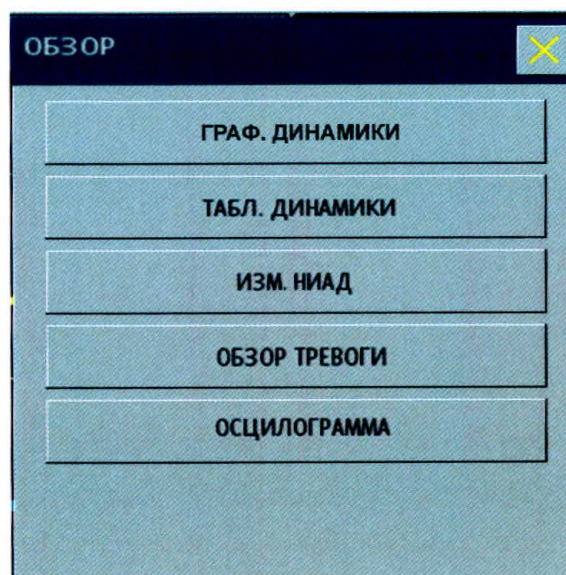 ОБЗОР
ГРАФ. ДИНАМИКИ
ТАБЛ. ДИНАМИКИ
ИЗМ. НИАД
ОБЗОР ТРЕВОГИ
ОСЦИЛОГРАММА